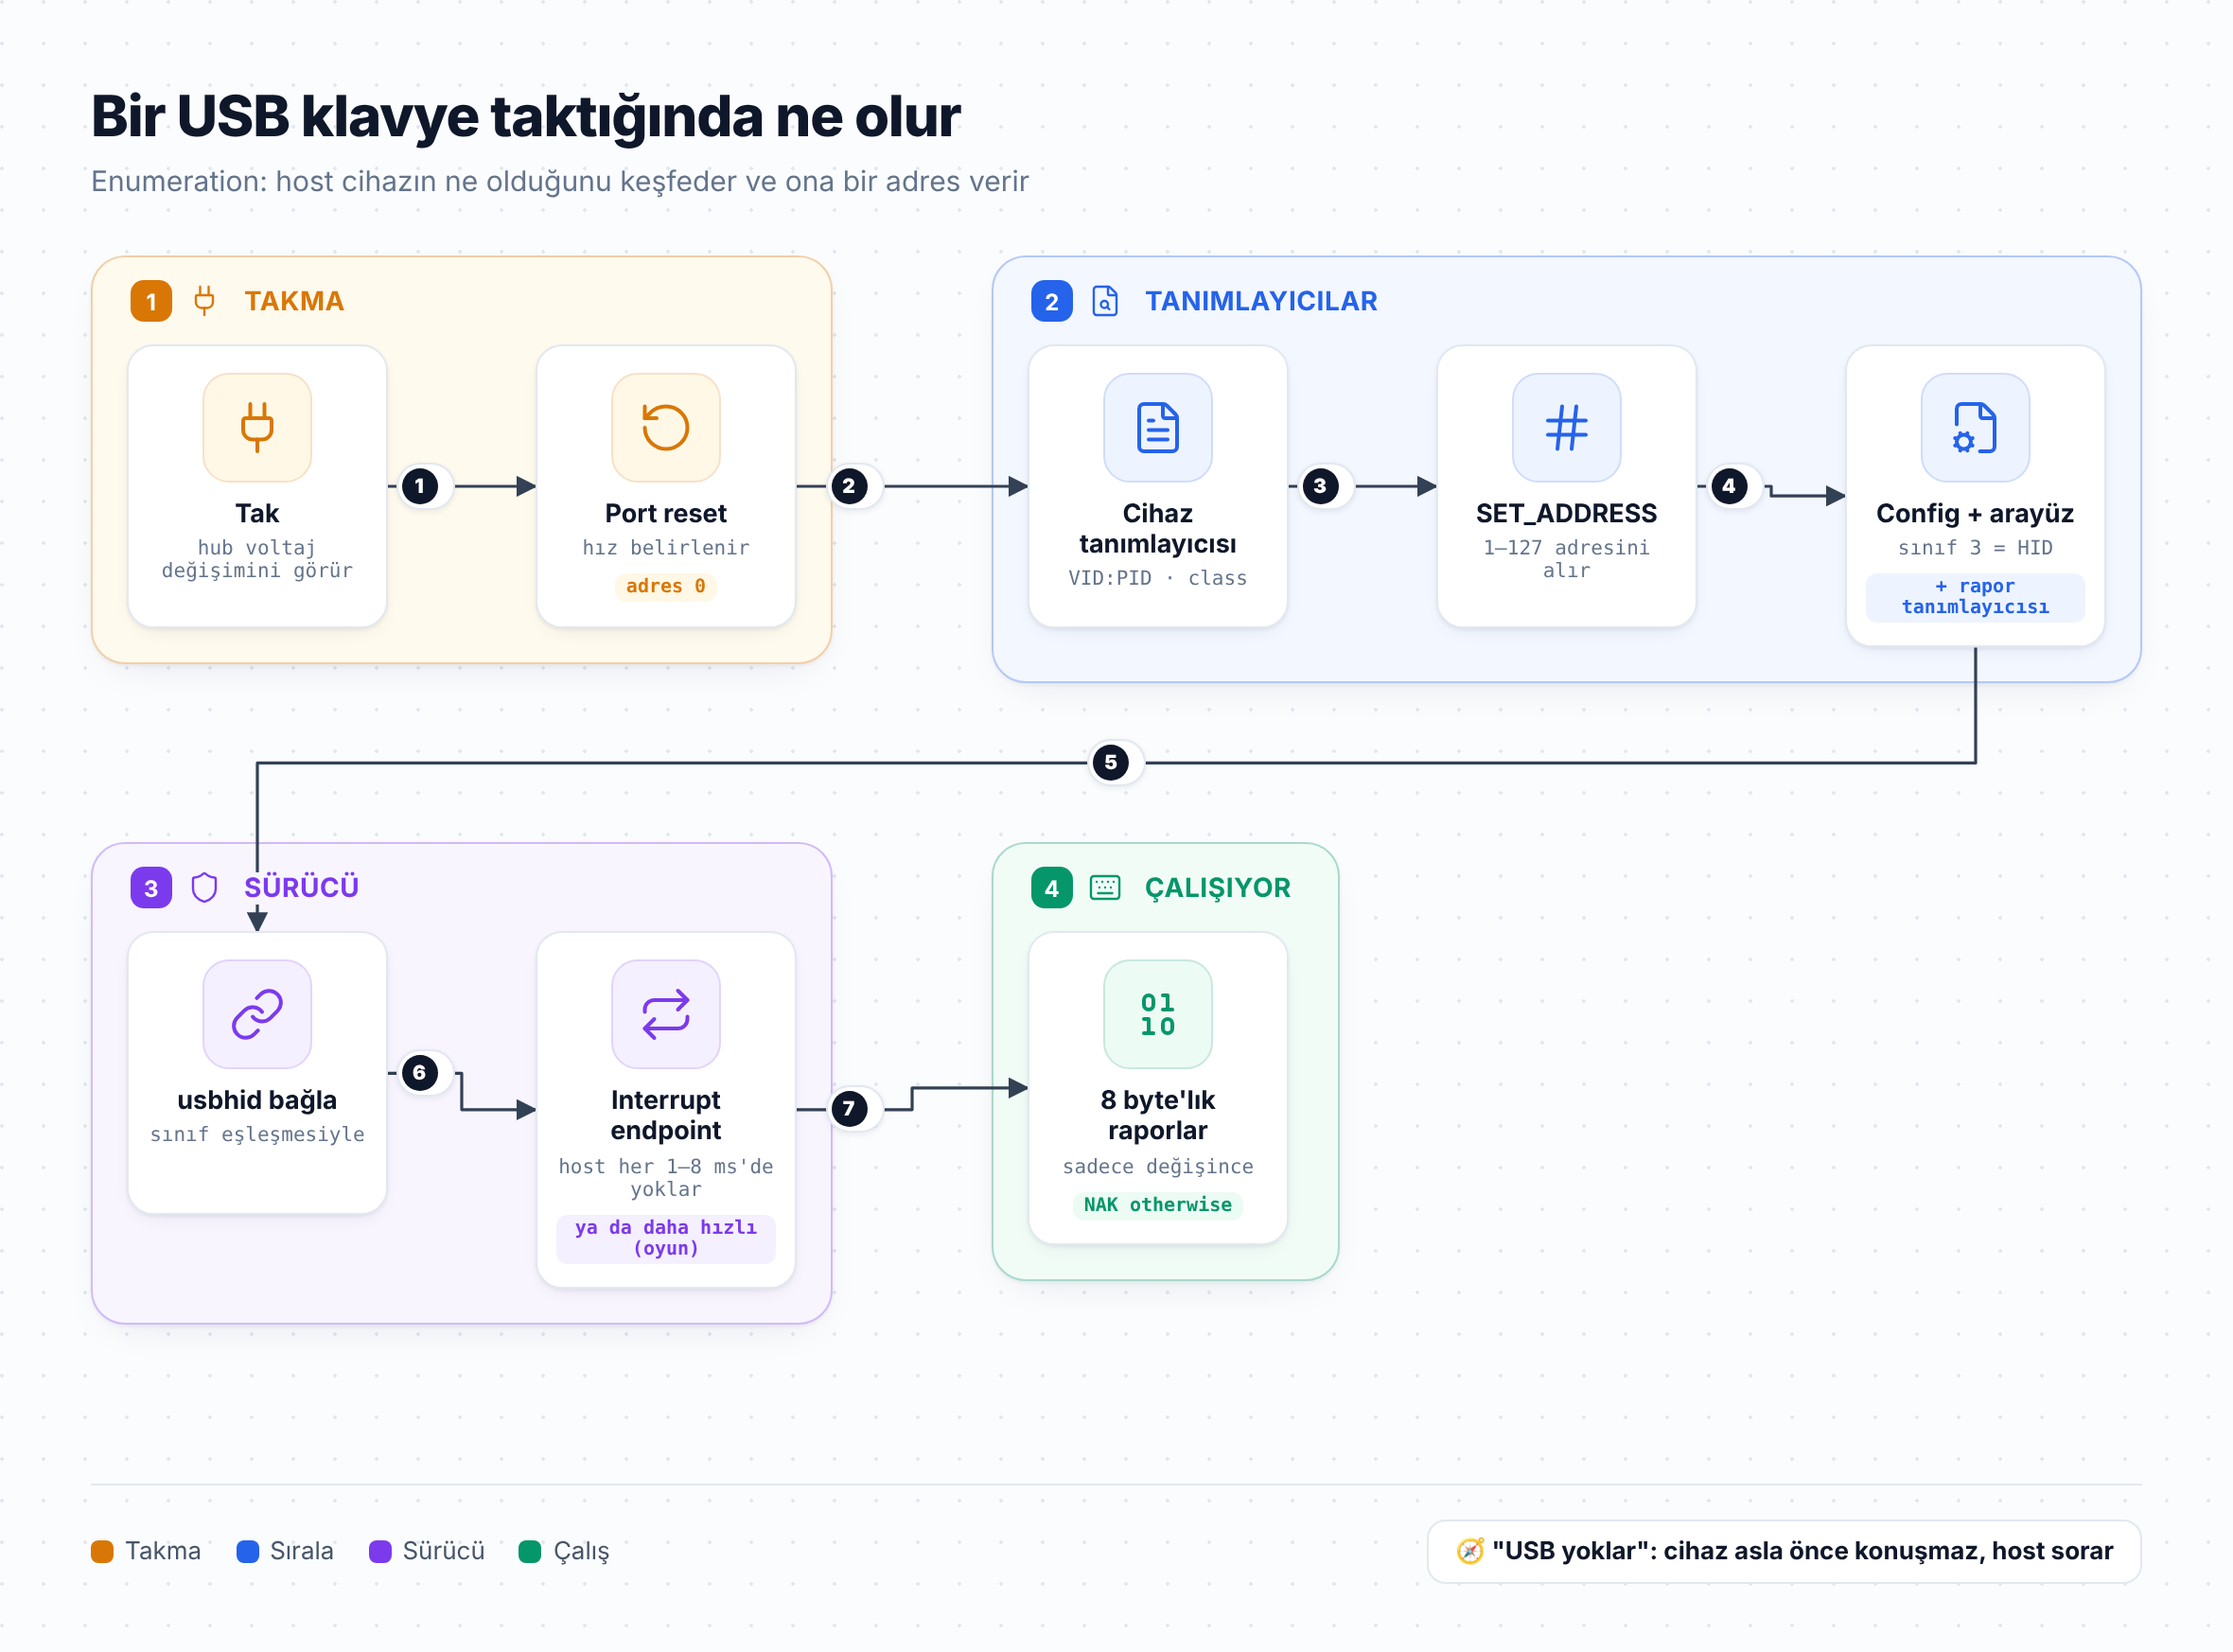 Bir USB klavye taktığında ne olur
Enumeration: host cihazın ne olduğunu keşfeder ve ona bir adres verir
1 TAKMA
Tak
hub voltaj
değişimini görür
1
Port reset
hız belirlenir
adres 0
2
2 TANIMLAYICILAR
Cihaz
tanımlayıcısı
VID:PID · class
3
SET_ADDRESS
1–127 adresini
alır
4
Config + arayüz
sınıf 3 = HID
+ rapor
tanımlayıcısı
5
3 SÜRÜCÜ
usbhid bağla
sınıf eşleşmesiyle
6
Interrupt
endpoint
host her 1–8 ms'de
yoklar
ya da daha hızlı
(oyun)
7
4 ÇALIŞIYOR
01
10
8 byte'lık
raporlar
sadece değişince
NAK otherwise
Takma
Sırala
Sürücü
Çalış
"USB yoklar": cihaz asla önce konuşmaz, host sorar